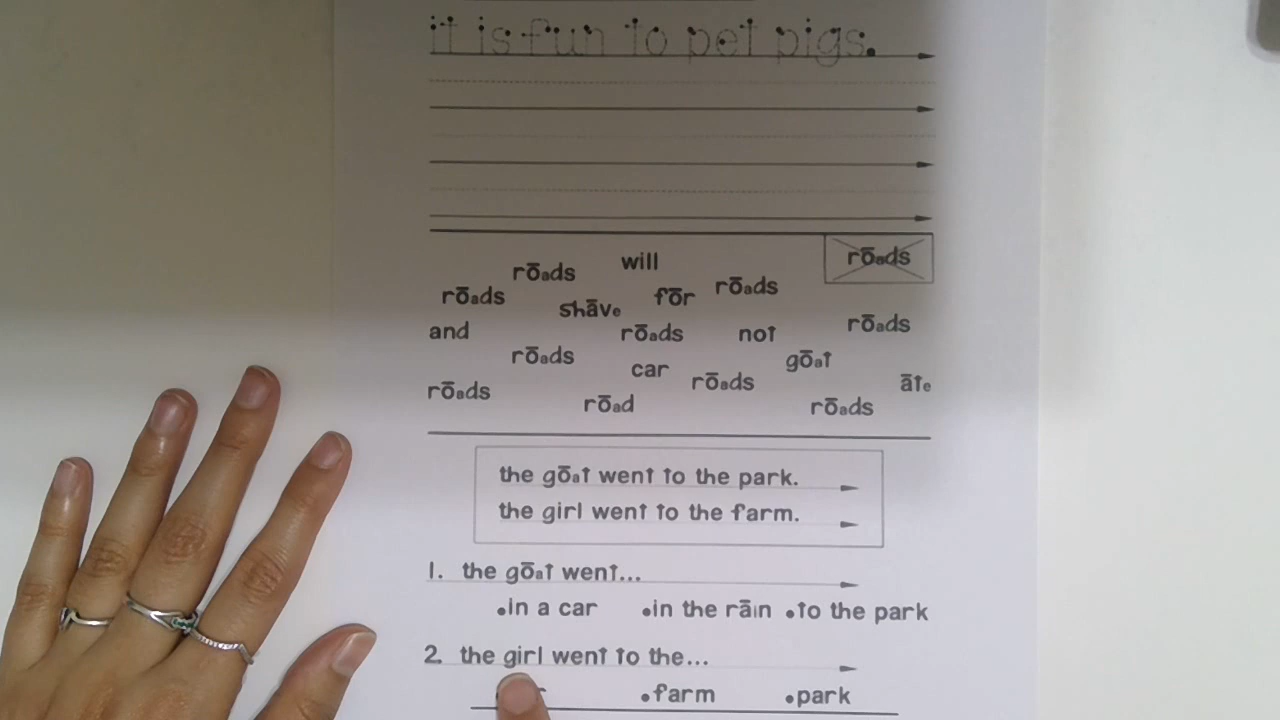 it is fun to pet pigs.
rōads
will
rōads
rōads
rōads
shāve
fōr
rōads
and
rōads
not
rōads
rōads
car
gōat
rōads
rōads
āte
rōad
rōads
the gōat went to the park.
the girl went to the farm.
1. the gōat went...
•in a car •in the rāin •to the park
2. the girl went to the...
•farm •park